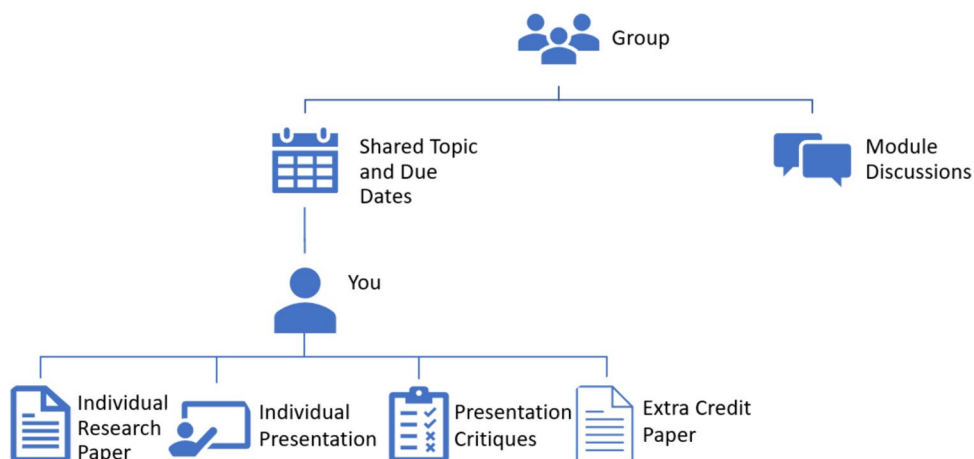 Group
Shared Topic
and Due
Dates
Module
Discussions
You
Individual
Research
Paper
Individual
Presentation
Presentation
Critiques
Extra Credit
Paper